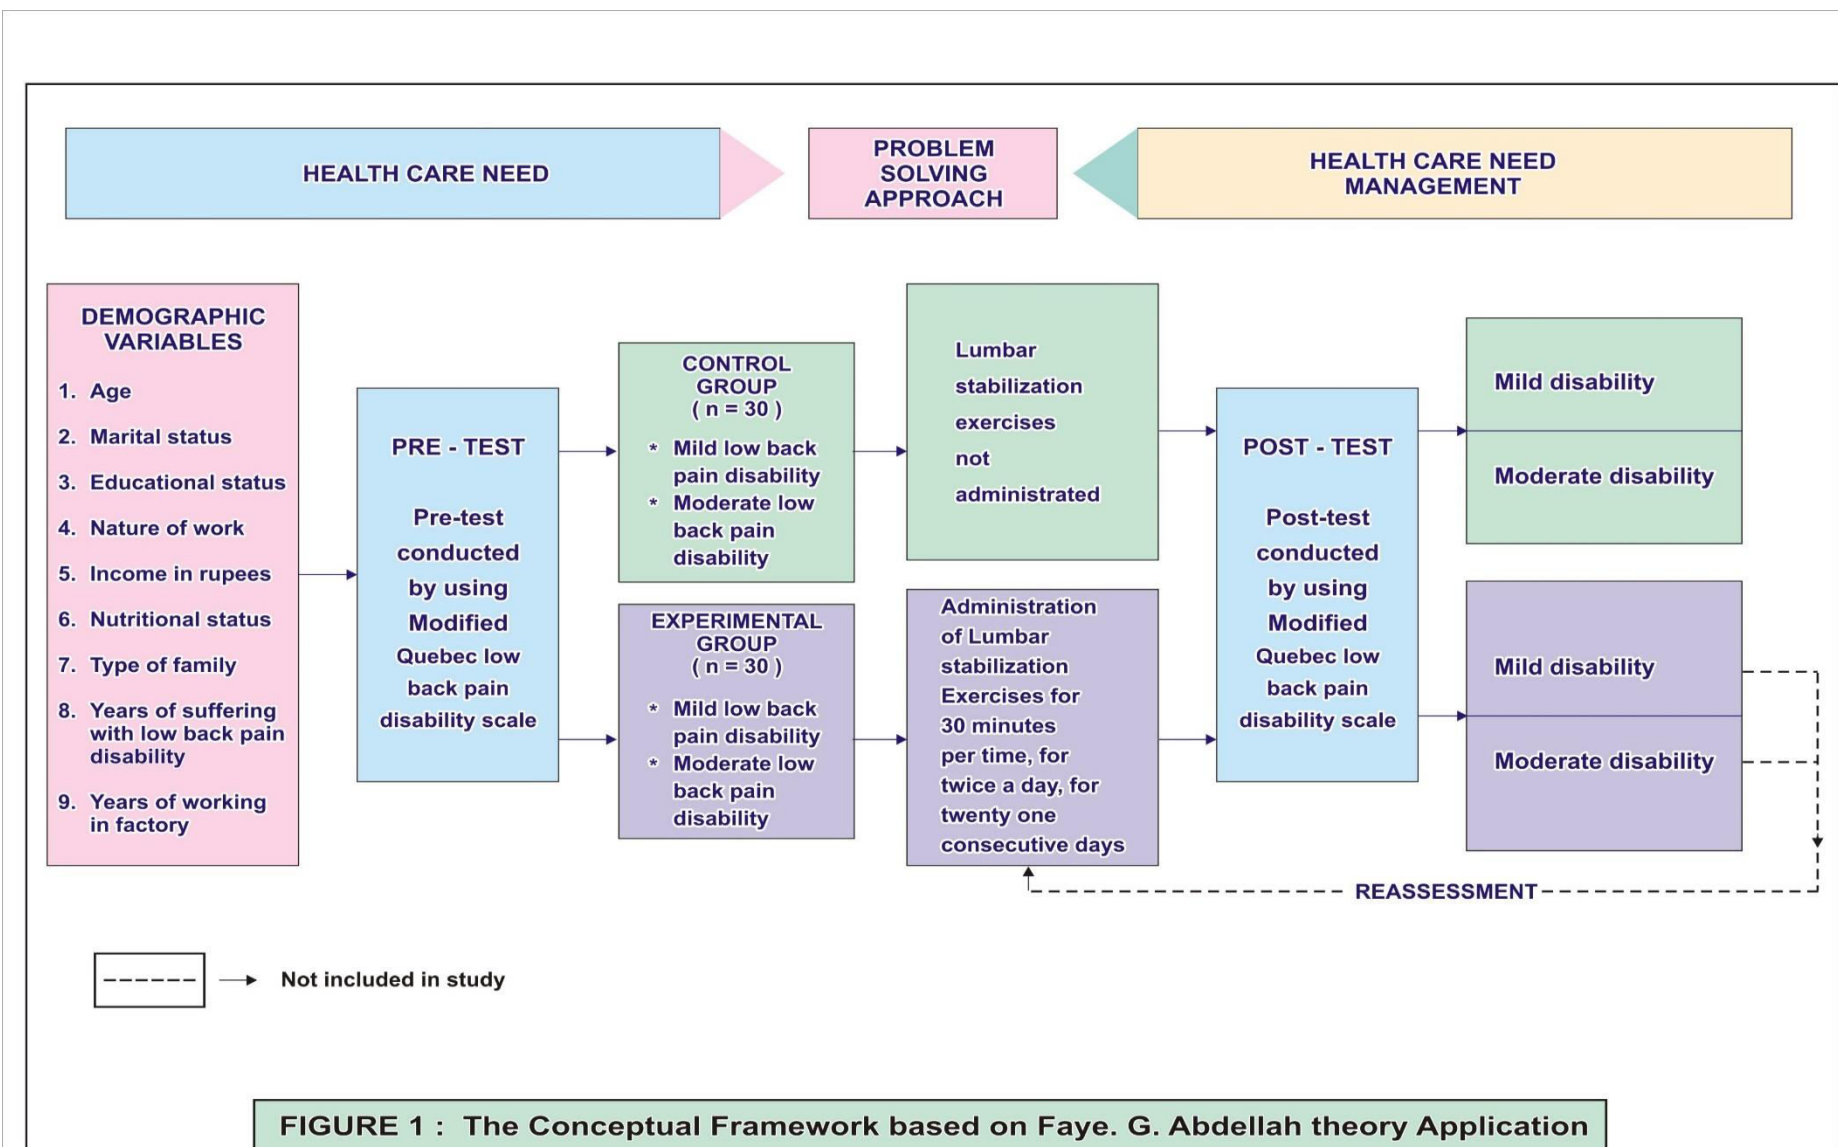 HEALTH CARE NEED
PROBLEM
SOLVING
APPROACH
HEALTH CARE NEED
MANAGEMENT
DEMOGRAPHIC
VARIABLES
1. Age
2. Marital status
3. Educational status
4. Nature of work
5. Income in rupees
6. Nutritional status
7. Type of family
8. Years of suffering
with low back pain
disability
9. Years of working
in factory
PRE - TEST
Pre-test
conducted
by using
Modified
Quebec low
back pain
disability scale
CONTROL
GROUP
( n = 30 )
* Mild low back
pain disability
* Moderate low
back pain
disability
EXPERIMENTAL
GROUP
( n = 30 )
* Mild low back
pain disability
* Moderate low
back pain
disability
Lumbar
stabilization
exercises
not
administrated
Administration
of Lumbar
stabilization
Exercises for
30 minutes
per time, for
twice a day, for
twenty one
consecutive days
POST - TEST
Post-test
conducted
by using
Modified
Quebec low
back pain
disability scale
Mild disability
Moderate disability
Mild disability
Moderate disability
REASSESSMENT
Not included in study
FIGURE 1 : The Conceptual Framework based on Faye. G. Abdellah theory Application